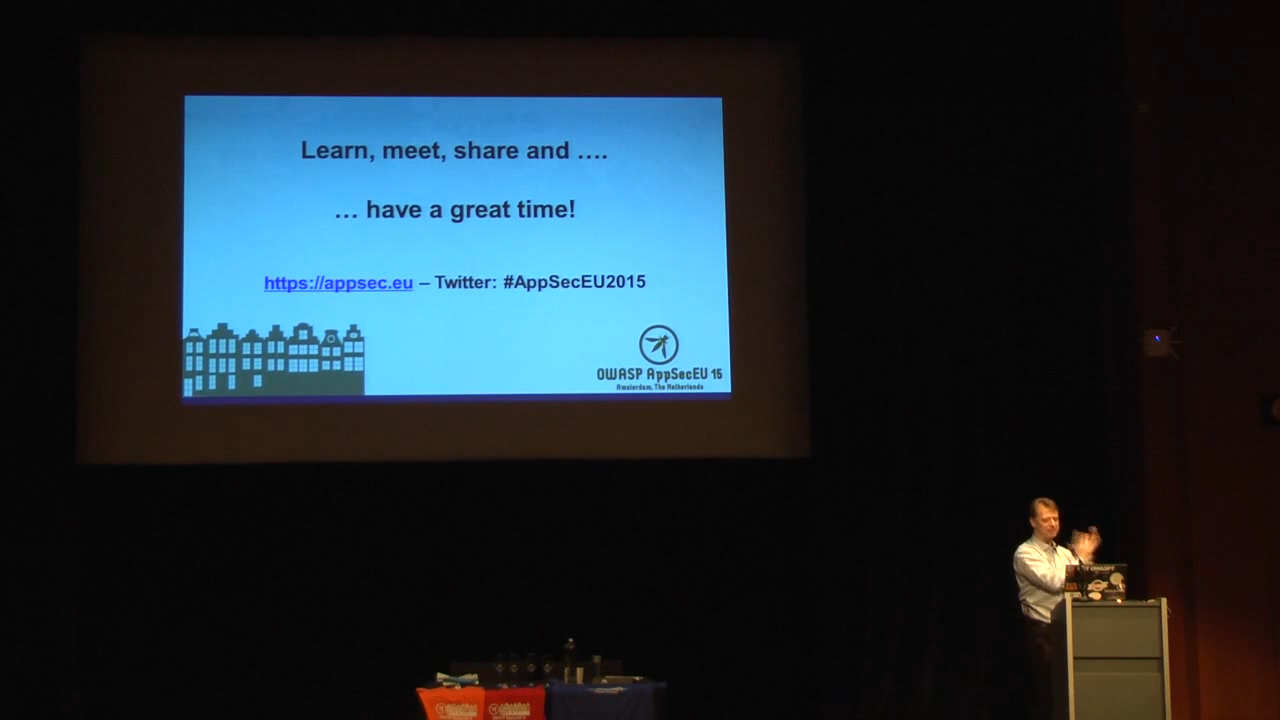 Learn, meet, share and ….
… have a great time!
https://appsec.eu – Twitter: #AppSecEU2015
OWASP AppSecEU 15
Amsterdam, The Netherlands